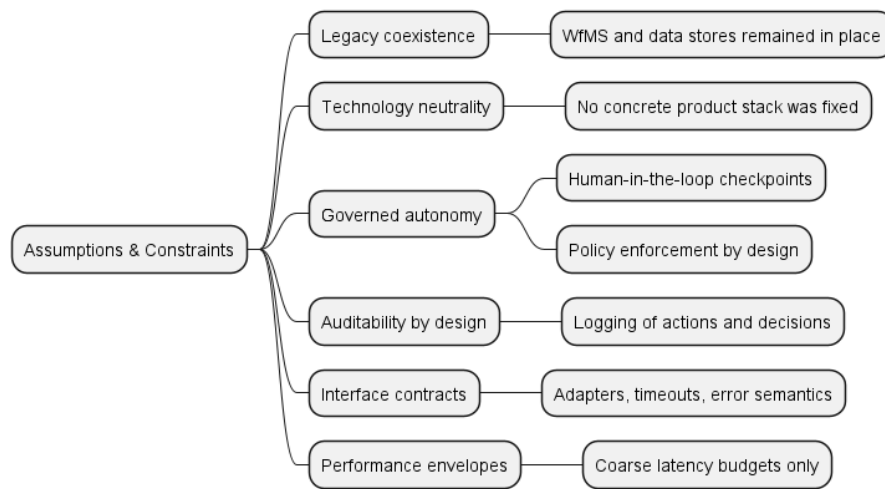 Assumptions & Constraints
Legacy coexistence
WfMS and data stores remained in place
Technology neutrality
No concrete product stack was fixed
Governed autonomy
Human-in-the-loop checkpoints
Policy enforcement by design
Auditability by design
Logging of actions and decisions
Interface contracts
Adapters, timeouts, error semantics
Performance envelopes
Coarse latency budgets only